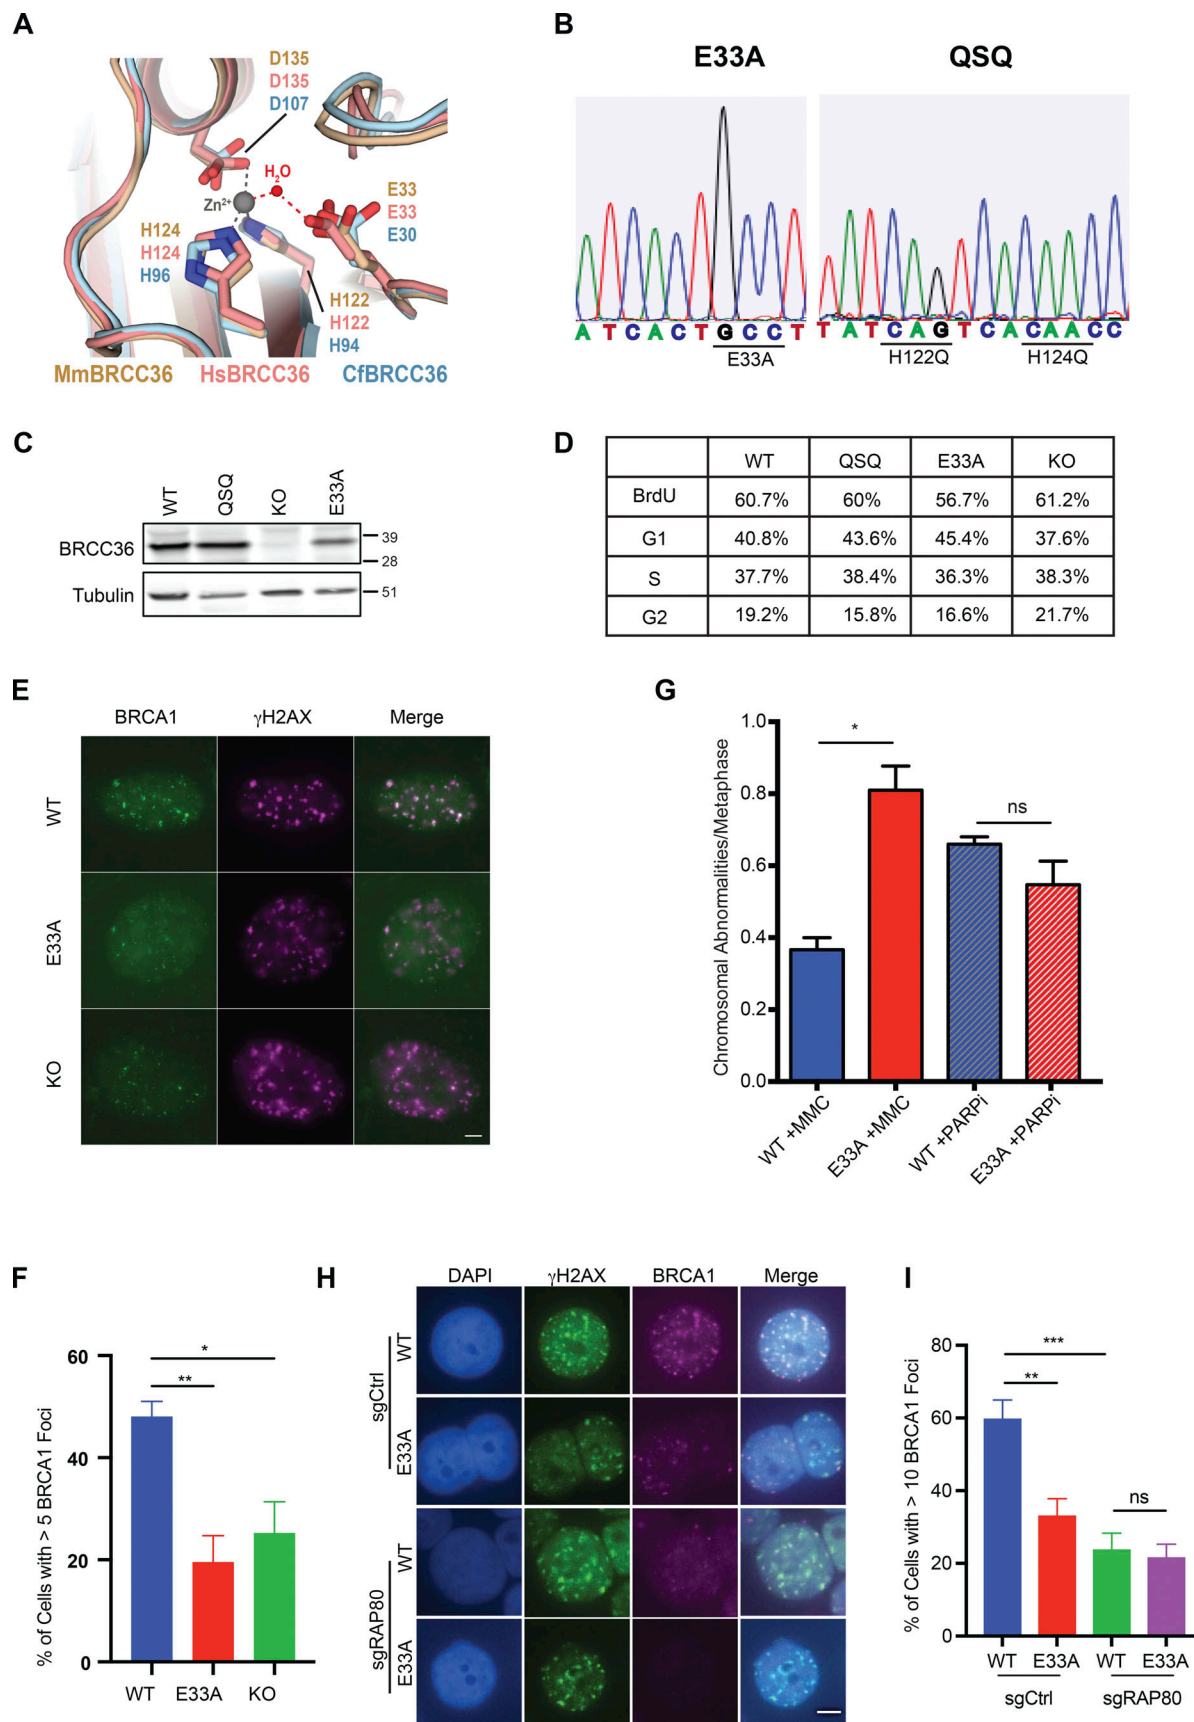 A
D135
D135
D107
H₂O
Zn²⁺
E33
E33
E30
H124
H124
H96
H122
H122
H94
MmBRCC36 HsBRCC36 CfBRCC36
B
E33A QSQ
A T C A C T G C C T
E33A
T A T C A G T C A C A A C C
H122Q H124Q
C
WT QSQ KO E33A
BRCC36
39
28
Tubulin
51
D
WT QSQ E33A KO
BrdU 60.7% 60% 56.7% 61.2%
G1 40.8% 43.6% 45.4% 37.6%
S 37.7% 38.4% 36.3% 38.3%
G2 19.2% 15.8% 16.6% 21.7%
E
BRCA1 γH2AX Merge
WT
E33A
KO
G
Chromosomal Abnormalities/Metaphase
1.0
0.8
0.6
0.4
0.2
0.0
*
ns
WT +MMC
E33A +MMC
WT +PARPi
E33A +PARPi
F
% of Cells with > 5 BRCA1 Foci
60
40
20
0
*
**
WT E33A KO
H
DAPI γH2AX BRCA1 Merge
sgCtrl
WT
E33A
sgRAP80
WT
E33A
I
% of Cells with > 10 BRCA1 Foci
80
60
40
20
0
***
**
ns
WT E33A WT E33A
sgCtrl sgRAP80